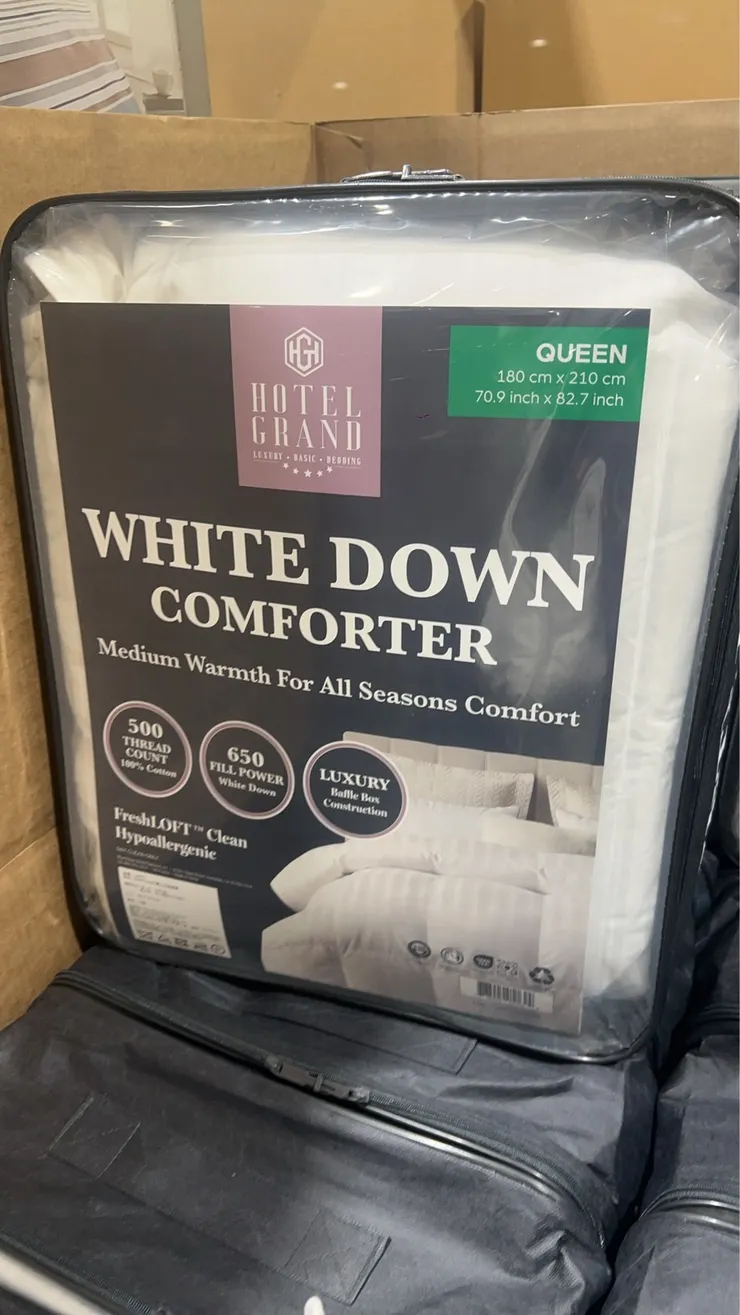 HOTEL
GRAND
LUXURY • BASIC • BEDDING
QUEEN
180 cm x 210 cm
70.9 inch x 82.7 inch
WHITE DOWN
COMFORTER
Medium Warmth For All Seasons Comfort
500
THREAD
COUNT
100% Cotton
650
FILL POWER
White Down
LUXURY
Baffle Box
Construction
FreshLOFT™ Clean
Hypoallergenic